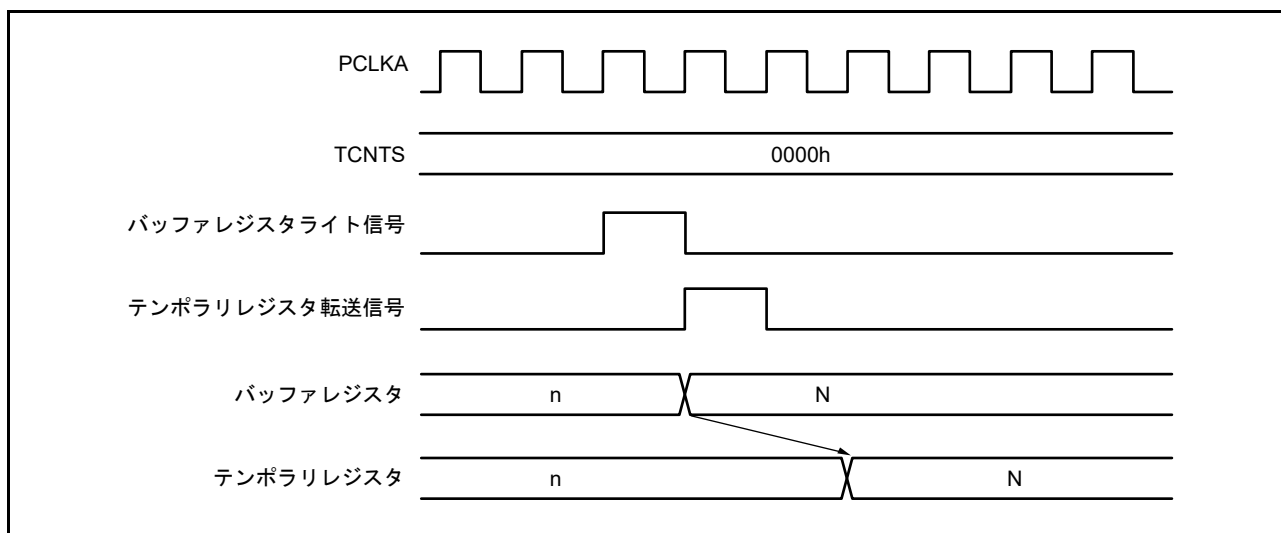 PCLKA
TCNTS
0000h
バッファレジスタライト信号
テンポラリレジスタ転送信号
バッファレジスタ
n
N
テンポラリレジスタ
n
N